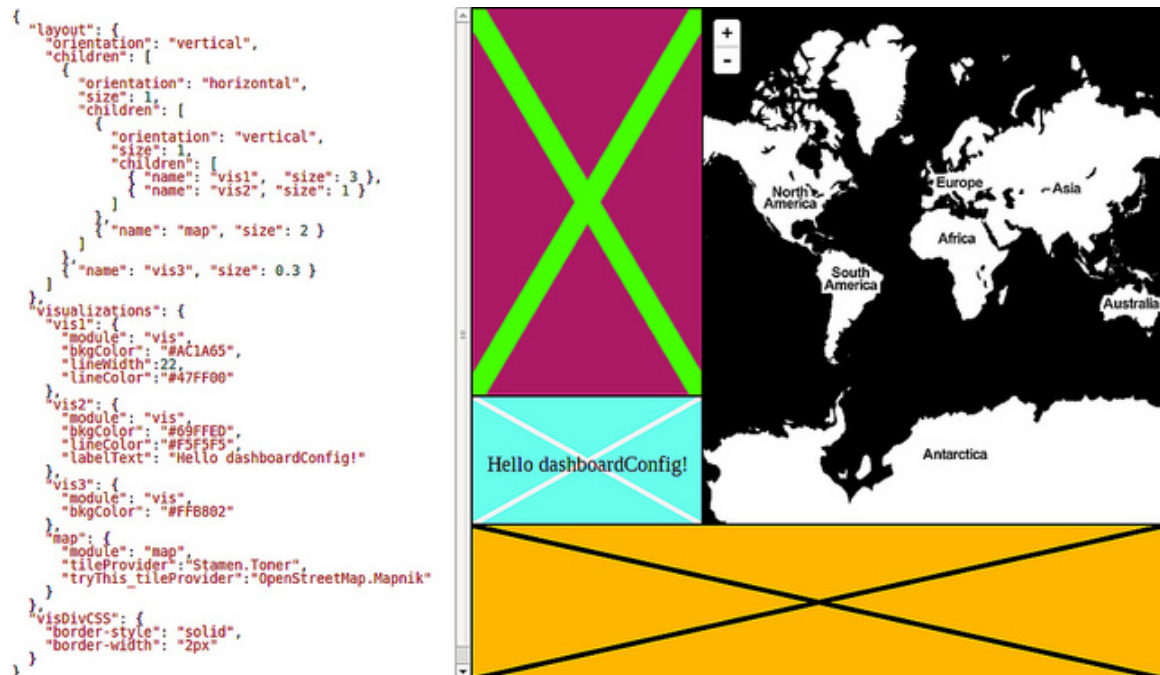 {
  "layout": {
    "orientation": "vertical",
    "children": [
      {
        "orientation": "horizontal",
        "size": 1,
        "children": [
          {
            "orientation": "vertical",
            "size": 1,
            "children": [
              { "name": "vis1",  "size": 3 },
              { "name": "vis2", "size": 1 }
            ]
          },
          { "name": "map", "size": 2 }
        ]
      },
      { "name": "vis3", "size": 0.3 }
    ]
  },
  "visualizations": {
    "vis1": {
      "module": "vis",
      "bkgColor": "#AC1A65",
      "lineWidth":22,
      "lineColor":"#47FF00"
    },
    "vis2": {
      "module": "vis",
      "bkgColor": "#69FFED",
      "lineColor":"#F5F5F5",
      "labelText": "Hello dashboardConfig!"
    },
    "vis3": {
      "module": "vis",
      "bkgColor": "#FFB802"
    },
    "map": {
      "module": "map",
      "tileProvider":"Stamen.Toner",
      "tryThis_tileProvider":"OpenStreetMap.Mapnik"
    }
  },
  "visDivCSS": {
    "border-style": "solid",
    "border-width": "2px"
  }
}
Hello dashboardConfig!
+
-
North
America
Europe
Asia
Africa
South
America
Australia
Antarctica